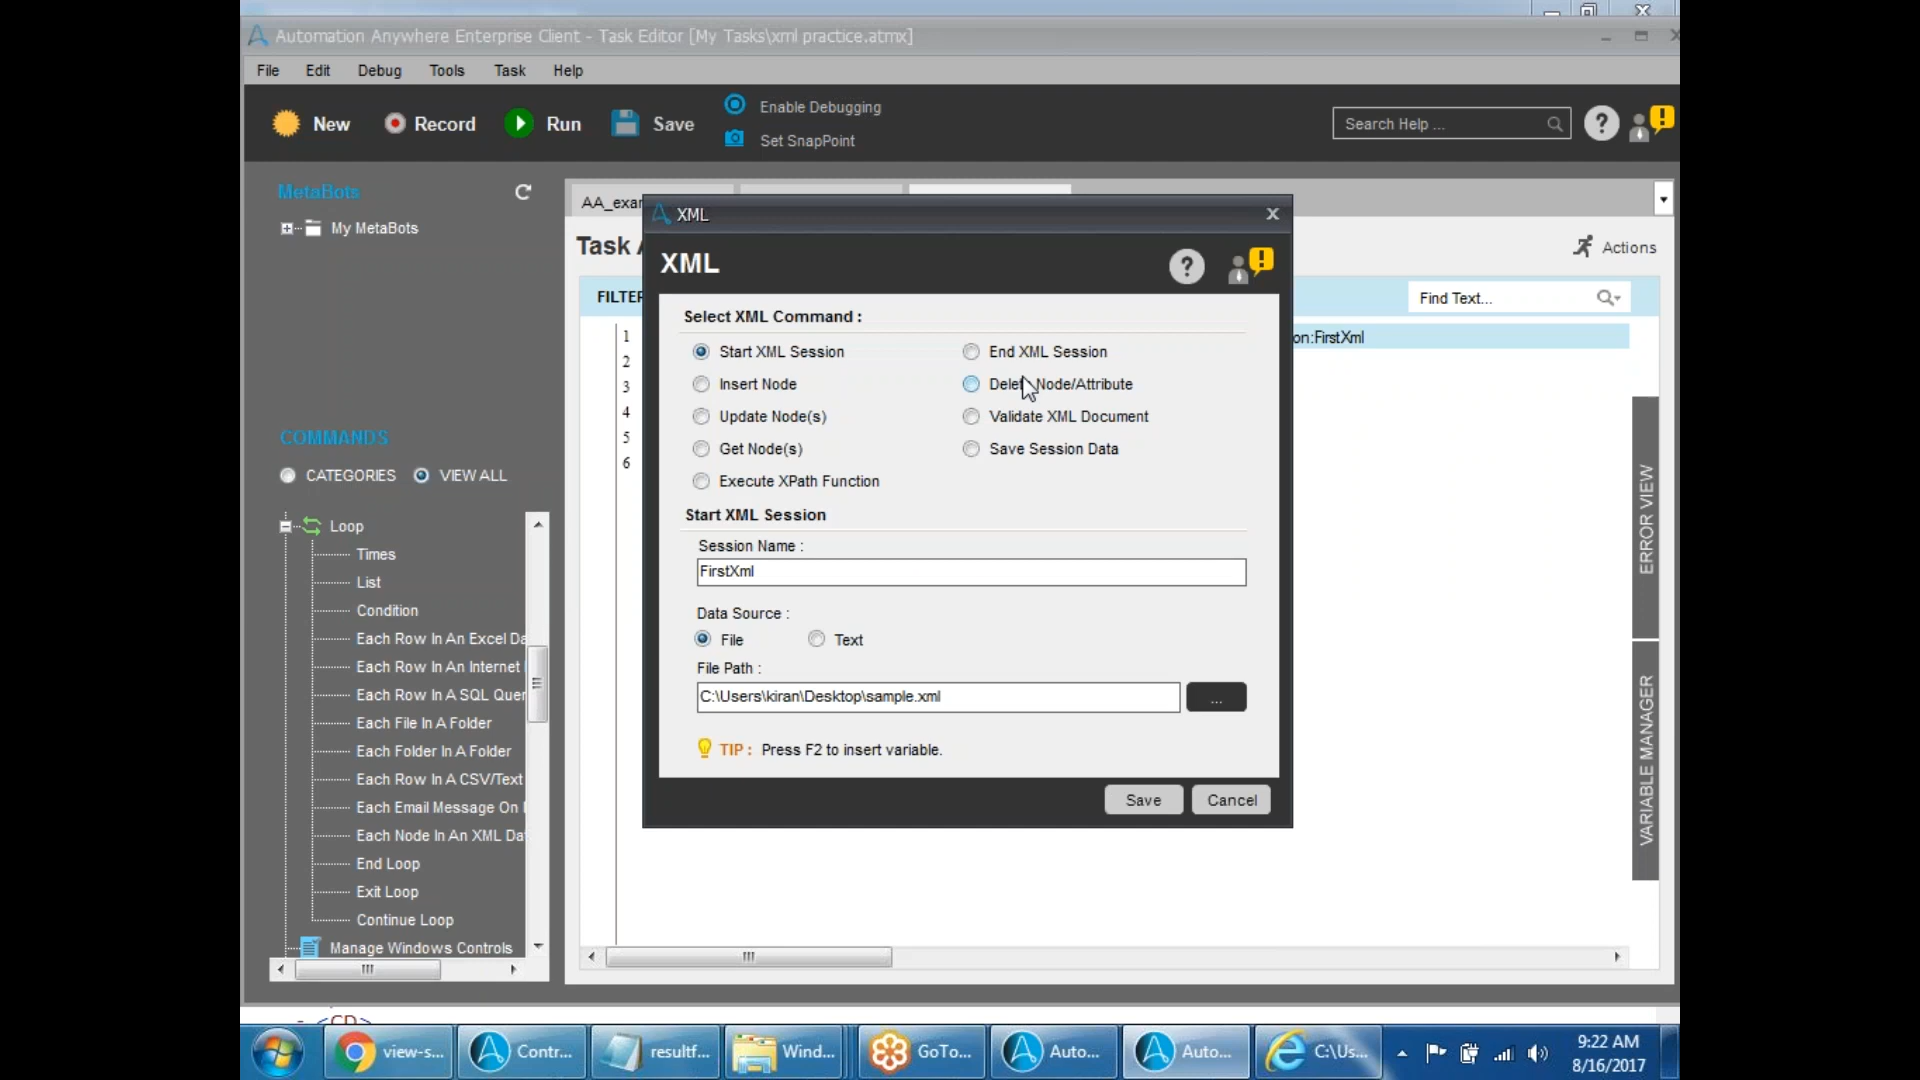 Automation Anywhere Enterprise Client - Task Editor [My Tasks\xml practice.atmx]
File Edit Debug Tools Task Help
New Record Run Save
Enable Debugging
Set SnapPoint
Search Help ...
MetaBots
My MetaBots
COMMANDS
CATEGORIES VIEW ALL
Loop
Times
List
Condition
Each Row In An Excel Da
Each Row In An Internet
Each Row In A SQL Quer
Each File In A Folder
Each Folder In A Folder
Each Row In A CSV/Text
Each Email Message On
Each Node In An XML Dat
End Loop
Exit Loop
Continue Loop
Manage Windows Controls
AA_exa
Task A
Actions
FILTER
Find Text...
1
2
3
4
5
6
on:FirstXml
ERROR VIEW
VARIABLE MANAGER
XML
XML
Select XML Command :
Start XML Session
End XML Session
Insert Node
Delete Node/Attribute
Update Node(s)
Validate XML Document
Get Node(s)
Save Session Data
Execute XPath Function
Start XML Session
Session Name :
FirstXml
Data Source :
File Text
File Path :
C:\Users\kiran\Desktop\sample.xml
...
TIP : Press F2 to insert variable.
Save Cancel
- <CD>
view-s... Contr... resultf... Wind... GoTo... Auto... Auto... C:\Us...
9:22 AM
8/16/2017